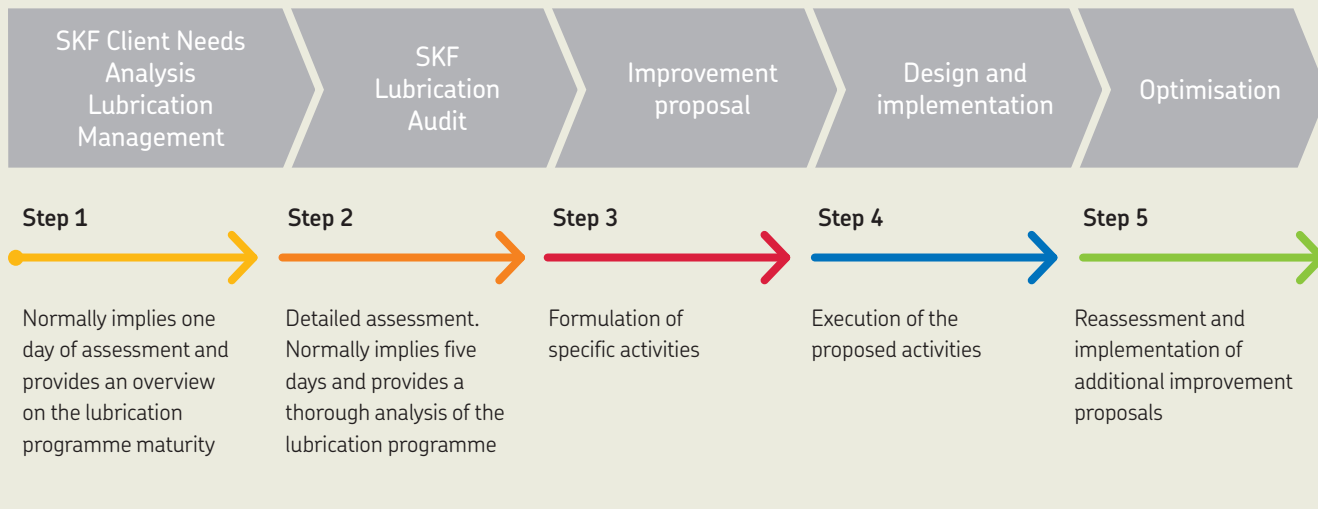 SKF Client Needs
Analysis
Lubrication
Management
SKF
Lubrication
Audit
Improvement
proposal
Design and
implementation
Optimisation
Step 1
Normally implies one
day of assessment and
provides an overview
on the lubrication
programme maturity
Step 2
Detailed assessment.
Normally implies five
days and provides a
thorough analysis of the
lubrication programme
Step 3
Formulation of
specific activities
Step 4
Execution of the
proposed activities
Step 5
Reassessment and
implementation of
additional improvement
proposals